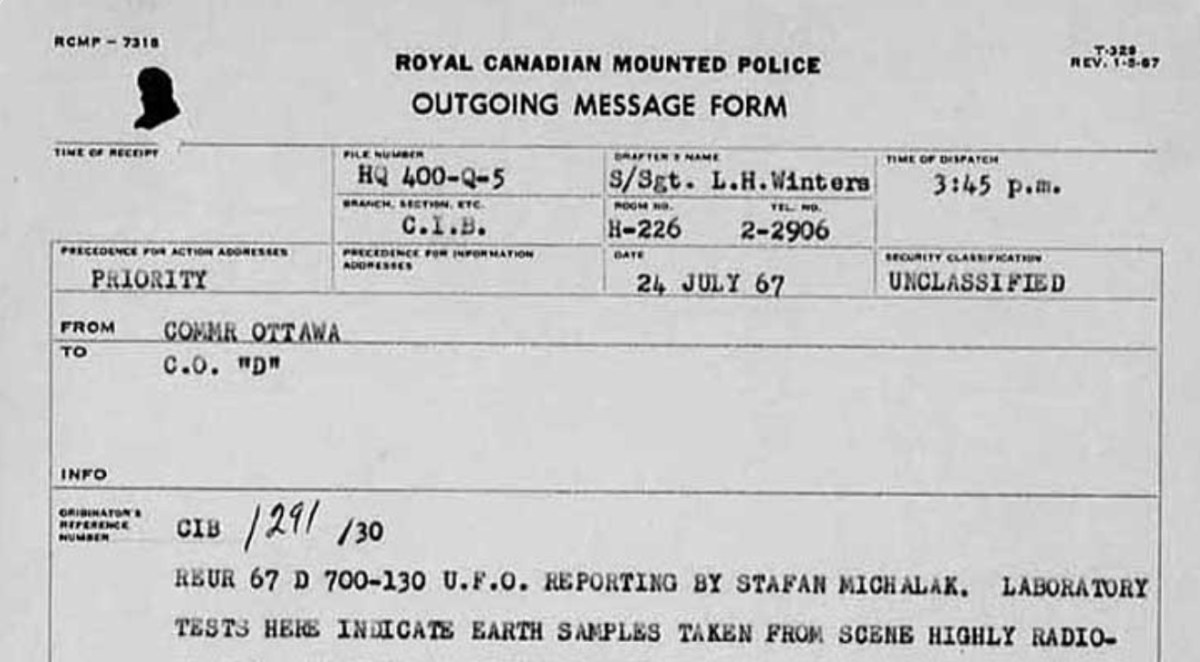 RCMP - 7318
T-328
REV. 1-5-67
ROYAL CANADIAN MOUNTED POLICE
OUTGOING MESSAGE FORM
TIME OF RECEIPT
FILE NUMBER
HQ 400-Q-5
DRAFTER'S NAME
S/Sgt. L.H.Winters
TIME OF DISPATCH
3:45 p.m.
BRANCH, SECTION, ETC.
C.I.B.
ROOM NO. TEL. NO.
H-226 2-2906
PRECEDENCE FOR ACTION ADDRESSES
PRIORITY
PRECEDENCE FOR INFORMATION
ADDRESSES
DATE
24 JULY 67
SECURITY CLASSIFICATION
UNCLASSIFIED
FROM COMMR OTTAWA
TO C.O. "D"
INFO
ORIGINATOR'S
REFERENCE
NUMBER
CIB /291 /30
REUR 67 D 700-130 U.F.O. REPORTING BY STAFAN MICHALAK. LABORATORY
TESTS HERE INDICATE EARTH SAMPLES TAKEN FROM SCENE HIGHLY RADIO-